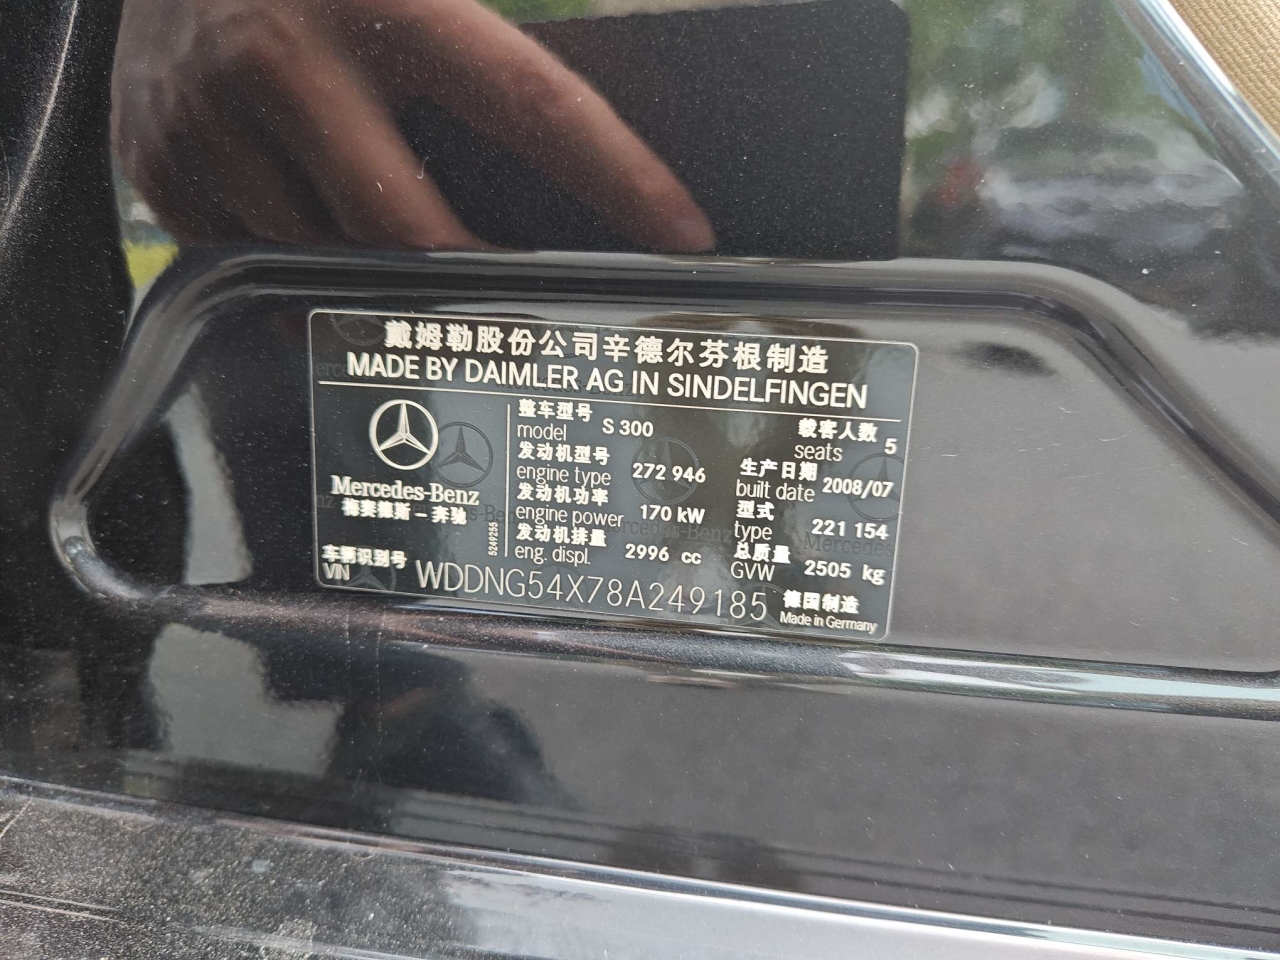 戴姆勒股份公司辛德尔芬根制造
MADE BY DAIMLER AG IN SINDELFINGEN
Mercedes-Benz
梅赛德斯-奔驰
整车型号
model S 300
载客人数
seats 5
发动机型号
engine type 272 946
生产日期
built date 2008/07
发动机功率
engine power 170 kW
型式
type 221 154
发动机排量
eng. displ. 2996 cc
总质量
GVW 2505 kg
5249255
车辆识别号
VIN WDDNG54X78A249185
德国制造
Made in Germany